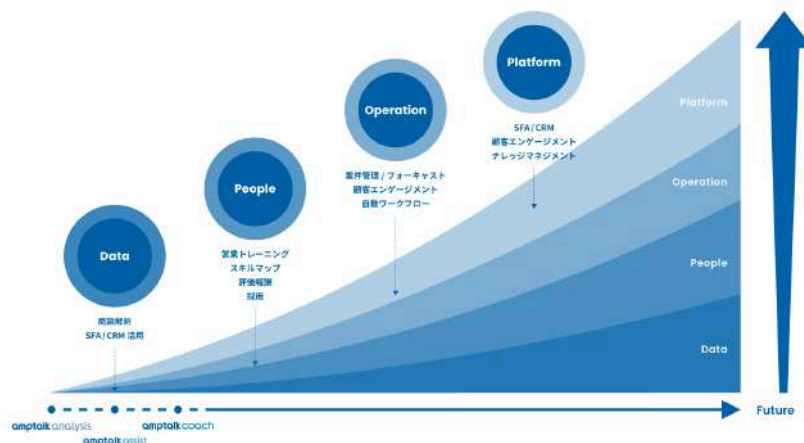 Platform
SFA/CRM
顧客エンゲージメント
ナレッジマネジメント
Operation
案件管理 / フォーキャスト
顧客エンゲージメント
自動ワークフロー
People
営業トレーニング
スキルマップ
評価報酬
採用
Data
商談解析
SFA/CRM 活用
Platform
Operation
People
Data
Future
amptalk analysis
amptalk assist
amptalk coach